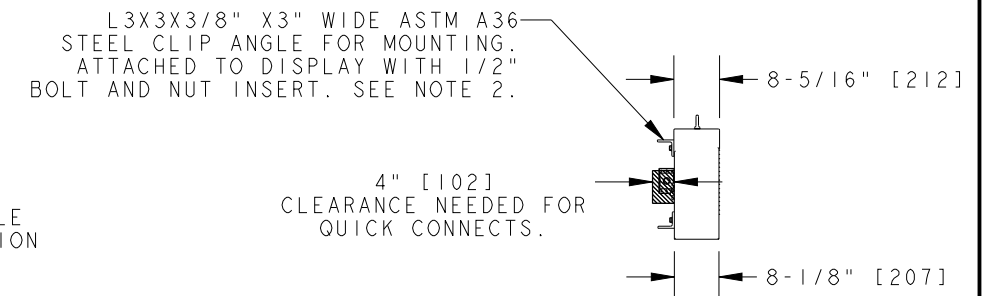 L3X3X3/8" X3" WIDE ASTM A36
STEEL CLIP ANGLE FOR MOUNTING.
ATTACHED TO DISPLAY WITH 1/2"
BOLT AND NUT INSERT. SEE NOTE 2.
8-5/16" [212]
4" [102]
CLEARANCE NEEDED FOR
QUICK CONNECTS.
LE
ION
8-1/8" [207]